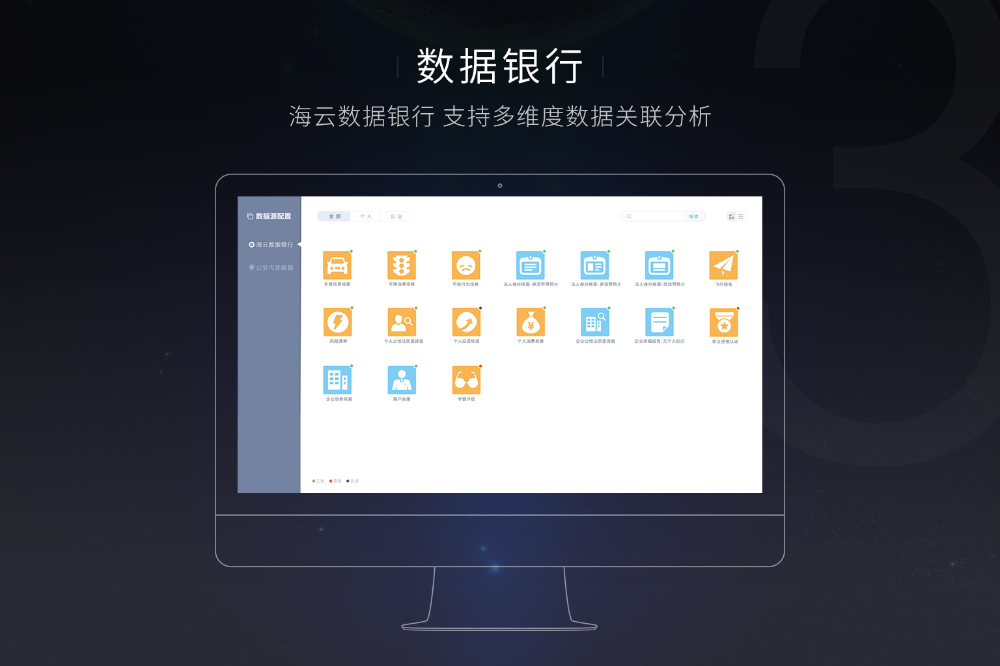 数据银行
海云数据银行 支持多维度数据关联分析
数据源配置
海云数据银行
公安内部数据
全部 个人 企业
搜索
车辆信息核查 车辆违章信息 不良行为信息 法人身份核查-多项不带照片 法人身份核查-多项带照片 法人身份核查-简项带照片 飞行报告
风险清单 个人公检法负面排查 个人投资核查 个人消费画像 企业公检法负面排查 企业详细报告-无个人标识 职业资格认证
企业信息核查 商户画像 学霸评估
正常 异常 关闭
3